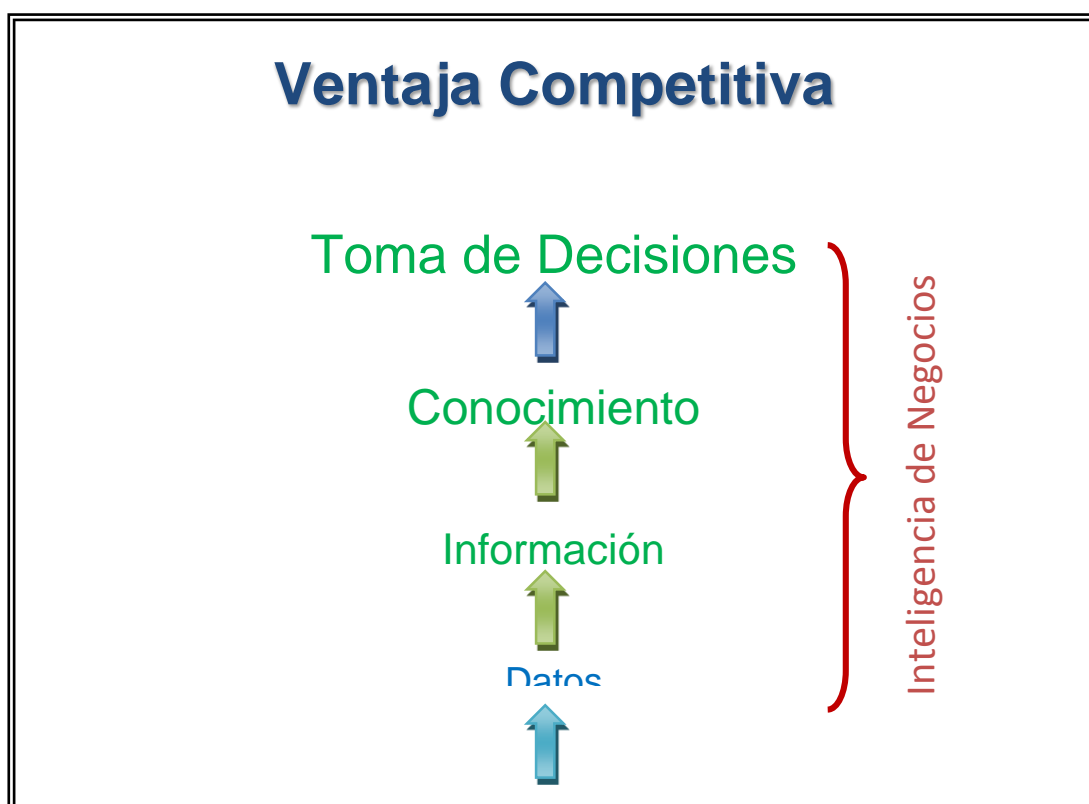 Ventaja Competitiva
Toma de Decisiones
Conocimiento
Información
Datos
Inteligencia de Negocios